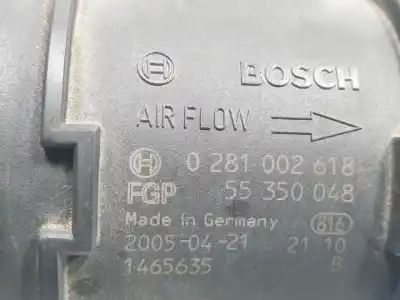 BOSCH
AIR FLOW
0 281 002 618
FGP 55 350 048
Made in Germany 614
2005-04-21 21 10
1465635 B